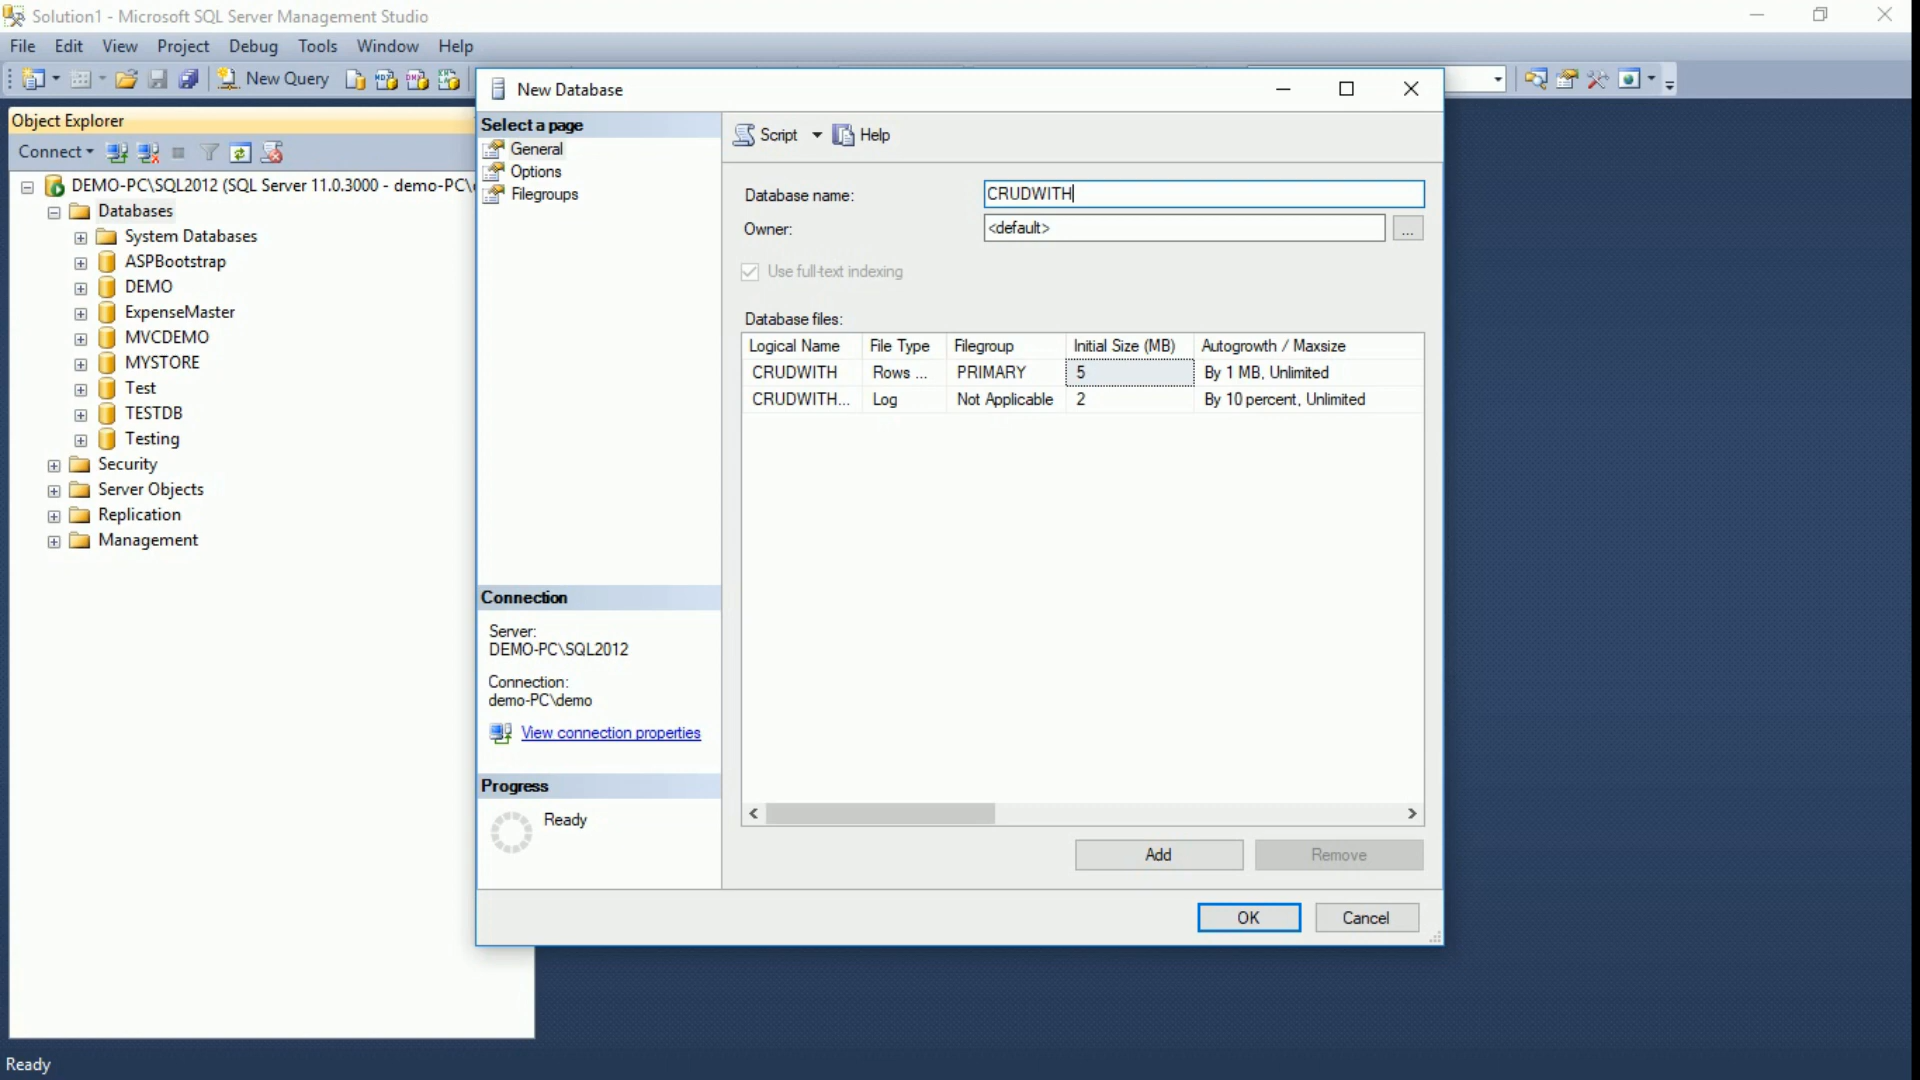 Solution1 - Microsoft SQL Server Management Studio
File Edit View Project Debug Tools Window Help
New Query
Object Explorer
Connect
DEMO-PC\SQL2012 (SQL Server 11.0.3000 - demo-PC\
Databases
System Databases
ASPBootstrap
DEMO
ExpenseMaster
MVCDEMO
MYSTORE
Test
TESTDB
Testing
Security
Server Objects
Replication
Management
New Database
Select a page
General
Options
Filegroups
Connection
Server:
DEMO-PC\SQL2012
Connection:
demo-PC\demo
View connection properties
Progress
Ready
Script Help
Database name: CRUDWITH
Owner: <default> ...
Use full-text indexing
Database files:
Logical Name File Type Filegroup Initial Size (MB) Autogrowth / Maxsize
CRUDWITH Rows ... PRIMARY 5 By 1 MB, Unlimited
CRUDWITH... Log Not Applicable 2 By 10 percent, Unlimited
Add Remove
OK Cancel
Ready